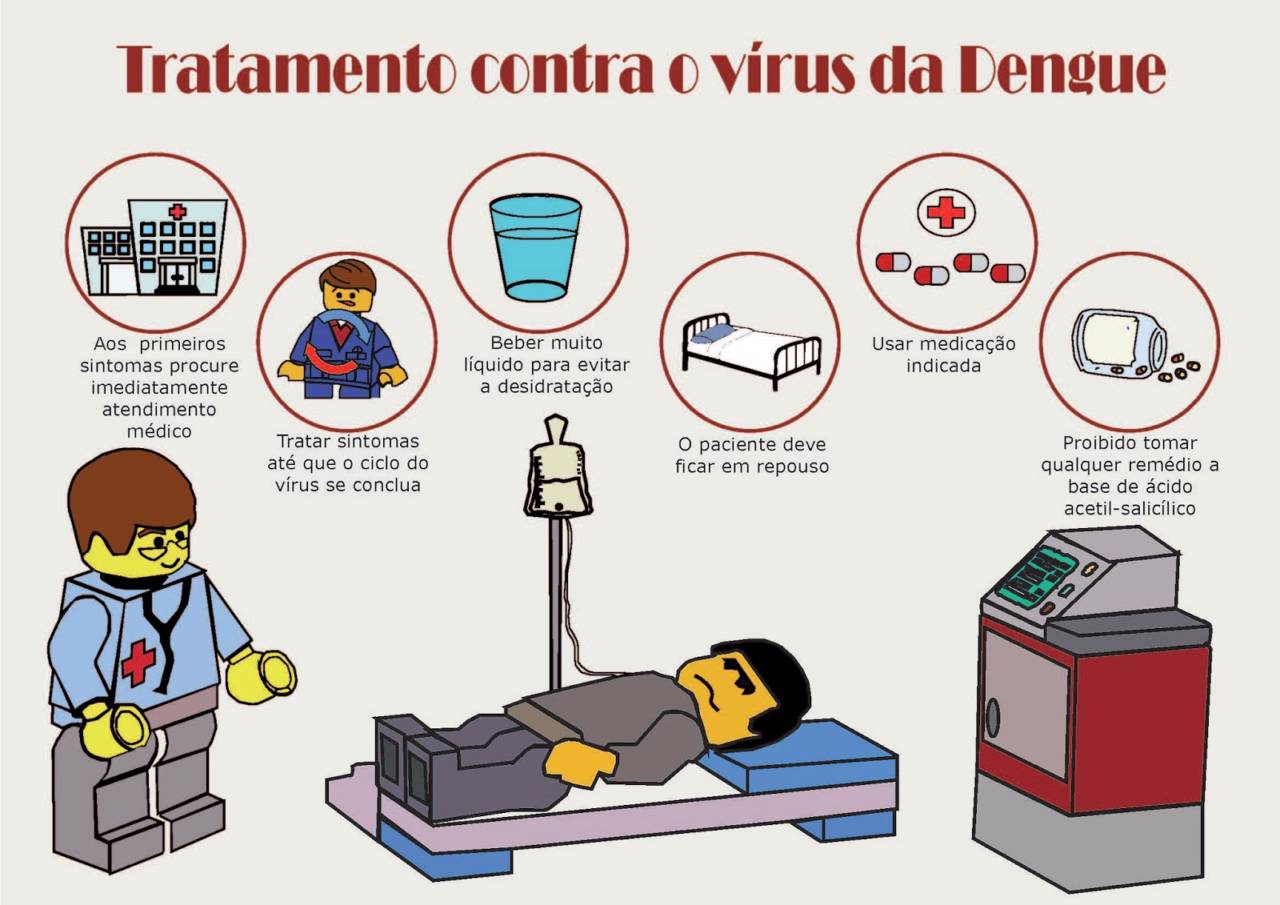 Tratamento contra o vírus da Dengue
Aos primeiros
sintomas procure
imediatamente
atendimento
médico
Tratar sintomas
até que o ciclo do
vírus se conclua
Beber muito
líquido para evitar
a desidratação
O paciente deve
ficar em repouso
Usar medicação
indicada
Proibido tomar
qualquer remédio a
base de ácido
acetil-salicílico